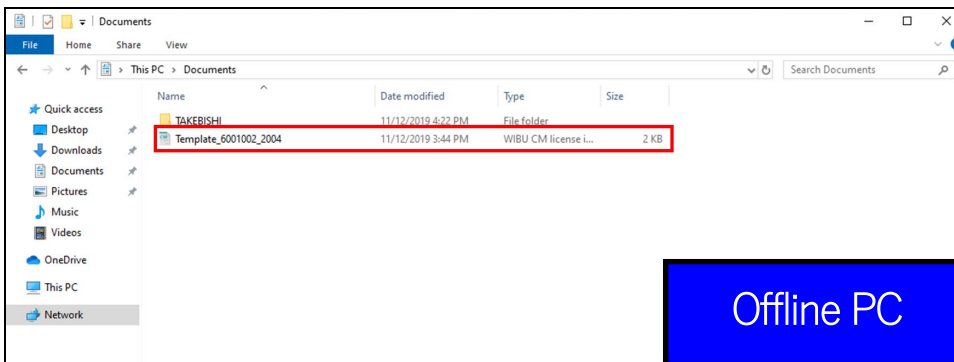 Documents
File Home Share View
This PC > Documents
Search Documents
Name Date modified Type Size
Quick access
Desktop
Downloads
Documents
Pictures
Music
Videos
OneDrive
This PC
Network
TAKEBISHI 11/12/2019 4:22 PM File folder
Template_6001002_2004 11/12/2019 3:44 PM WIBU CM license i... 2 KB
Offline PC